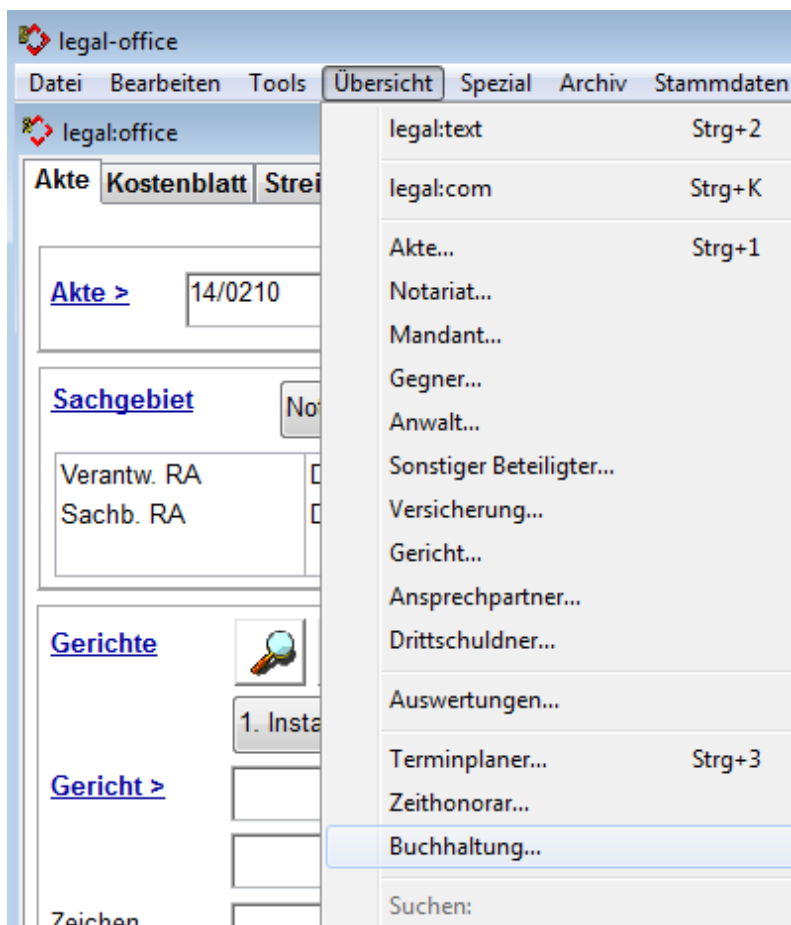 legal-office
Datei Bearbeiten Tools Übersicht Spezial Archiv Stammdaten
legal:office
Akte Kostenblatt
Akte > 14/0210
Sachgebiet
Verantw. RA
Sachb. RA
Gerichte
1.
Gericht >
Zeichen
legal:text Strg+2
legal:com Strg+K
Akte... Strg+1
Notariat...
Mandant...
Gegner...
Anwalt...
Sonstiger Beteiligter...
Versicherung...
Gericht...
Ansprechpartner...
Drittschuldner...
Auswertungen...
Terminplaner... Strg+3
Zeithonorar...
Buchhaltung...
Suchen: